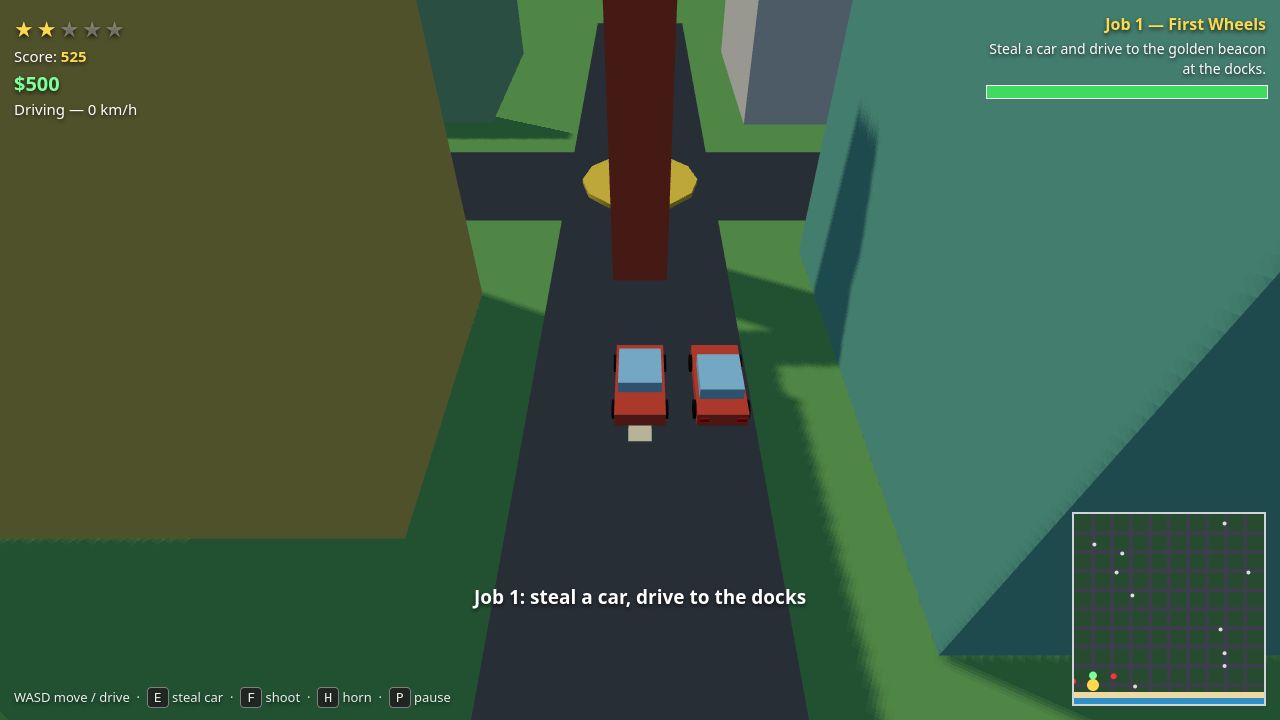 Score: 525
$500
Driving — 0 km/h
Job 1 — First Wheels
Steal a car and drive to the golden beacon
at the docks.
Job 1: steal a car, drive to the docks
WASD move / drive · E steal car · F shoot · H horn · P pause